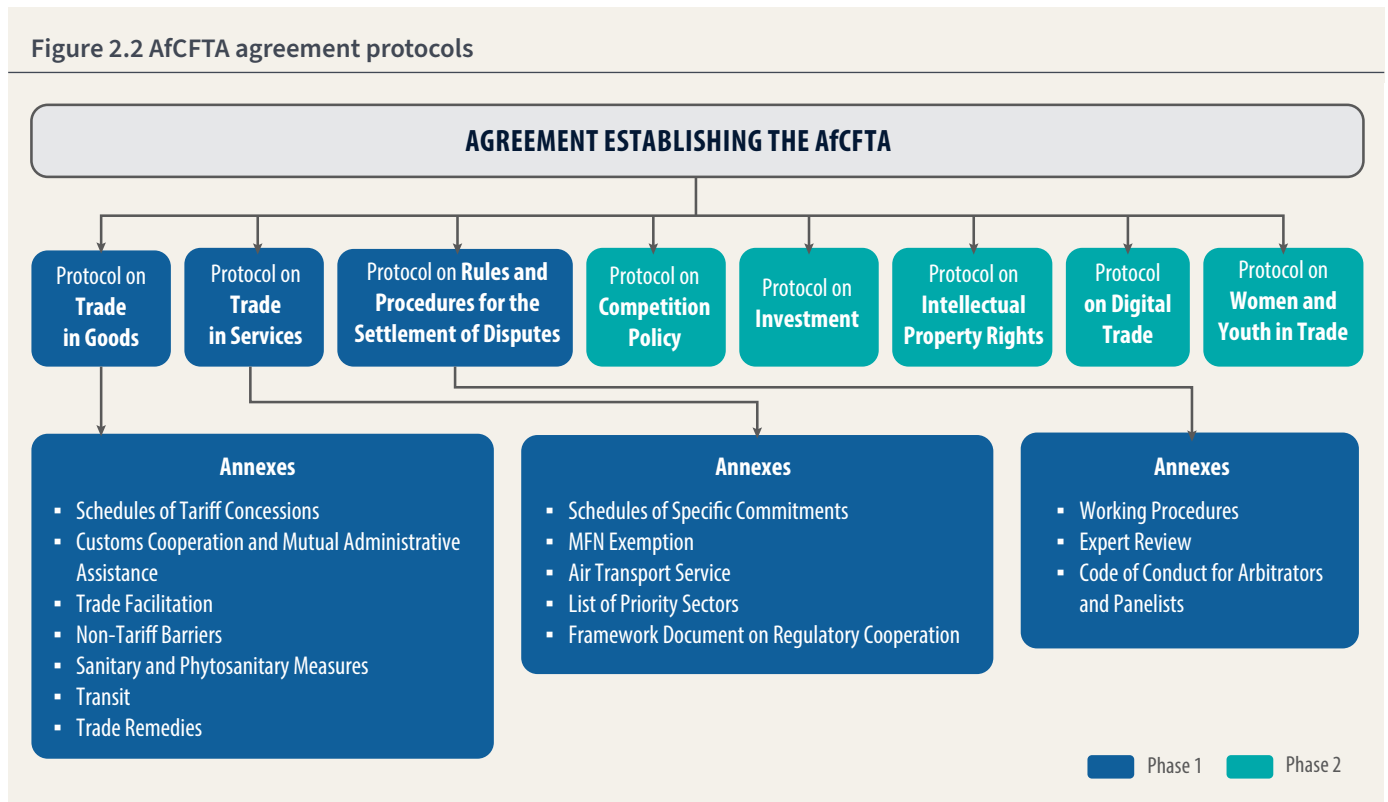 Figure 2.2 AfCFTA agreement protocols
AGREEMENT ESTABLISHING THE AfCFTA
Protocol on
Trade
in Goods
Protocol on
Trade
in Services
Protocol on Rules and
Procedures for the
Settlement of Disputes
Protocol on
Competition
Policy
Protocol on
Investment
Protocol on
Intellectual
Property Rights
Protocol
on Digital
Trade
Protocol on
Women and
Youth in Trade
Annexes
▪ Schedules of Tariff Concessions
▪ Customs Cooperation and Mutual Administrative
Assistance
▪ Trade Facilitation
▪ Non-Tariff Barriers
▪ Sanitary and Phytosanitary Measures
▪ Transit
▪ Trade Remedies
Annexes
▪ Schedules of Specific Commitments
▪ MFN Exemption
▪ Air Transport Service
▪ List of Priority Sectors
▪ Framework Document on Regulatory Cooperation
Annexes
▪ Working Procedures
▪ Expert Review
▪ Code of Conduct for Arbitrators
and Panelists
Phase 1
Phase 2